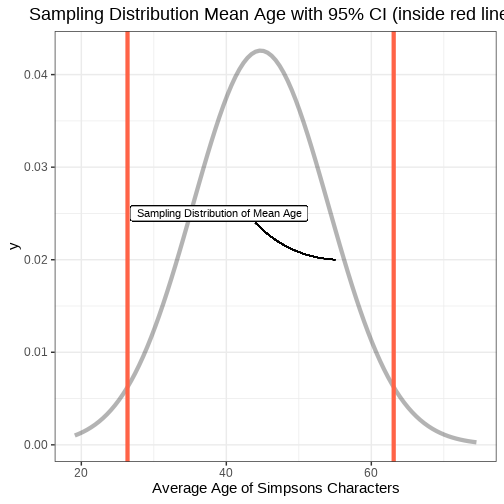 Sampling Distribution Mean Age with 95% CI (inside red line
0.04
0.03
Sampling Distribution of Mean Age
y
0.02
0.01
0.00
20 40 60
Average Age of Simpsons Characters